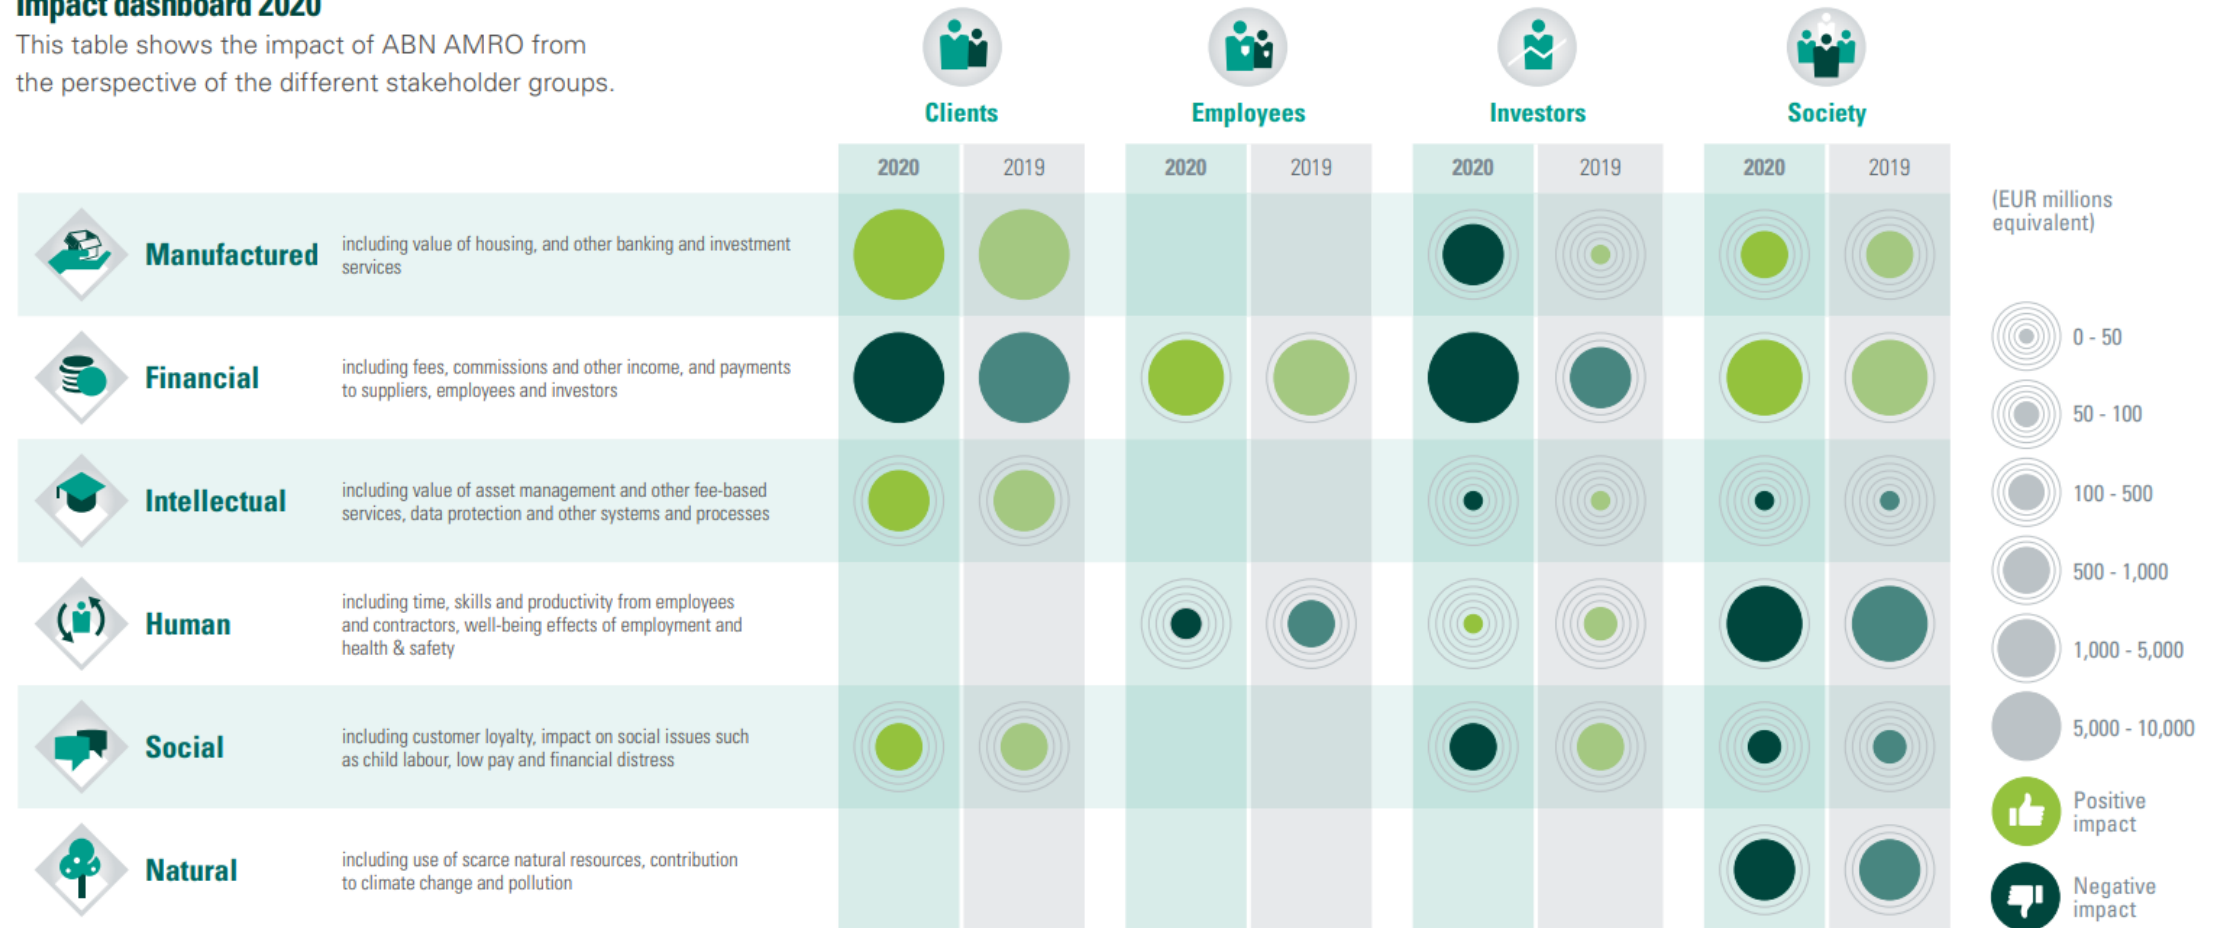 Impact dashboard 2020
This table shows the impact of ABN AMRO from
the perspective of the different stakeholder groups.
Clients
Employees
Investors
Society
2020
2019
2020
2019
2020
2019
2020
2019
(EUR millions
equivalent)
Manufactured
including value of housing, and other banking and investment
services
Financial
including fees, commissions and other income, and payments
to suppliers, employees and investors
Intellectual
including value of asset management and other fee-based
services, data protection and other systems and processes
Human
including time, skills and productivity from employees
and contractors, well-being effects of employment and
health & safety
Social
including customer loyalty, impact on social issues such
as child labour, low pay and financial distress
Natural
including use of scarce natural resources, contribution
to climate change and pollution
0 - 50
50 - 100
100 - 500
500 - 1,000
1,000 - 5,000
5,000 - 10,000
Positive
impact
Negative
impact